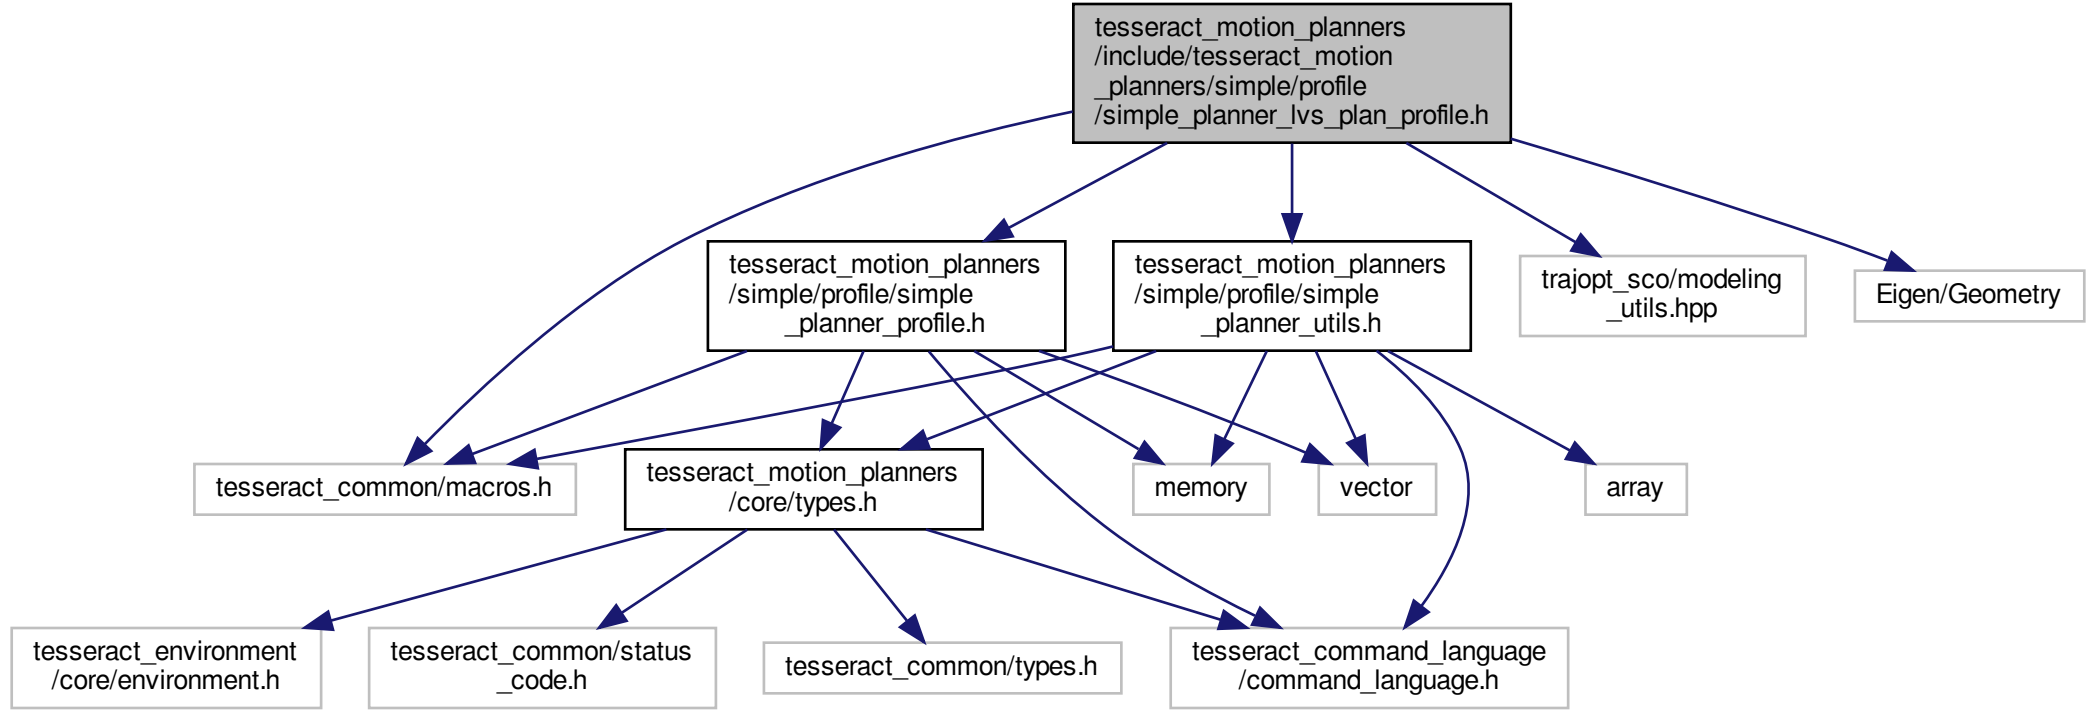 tesseract_motion_planners
/include/tesseract_motion
_planners/simple/profile
/simple_planner_lvs_plan_profile.h
tesseract_motion_planners
/simple/profile/simple
_planner_profile.h
tesseract_motion_planners
/simple/profile/simple
_planner_utils.h
trajopt_sco/modeling
_utils.hpp
Eigen/Geometry
tesseract_common/macros.h
tesseract_motion_planners
/core/types.h
memory
vector
array
tesseract_environment
/core/environment.h
tesseract_common/status
_code.h
tesseract_common/types.h
tesseract_command_language
/command_language.h